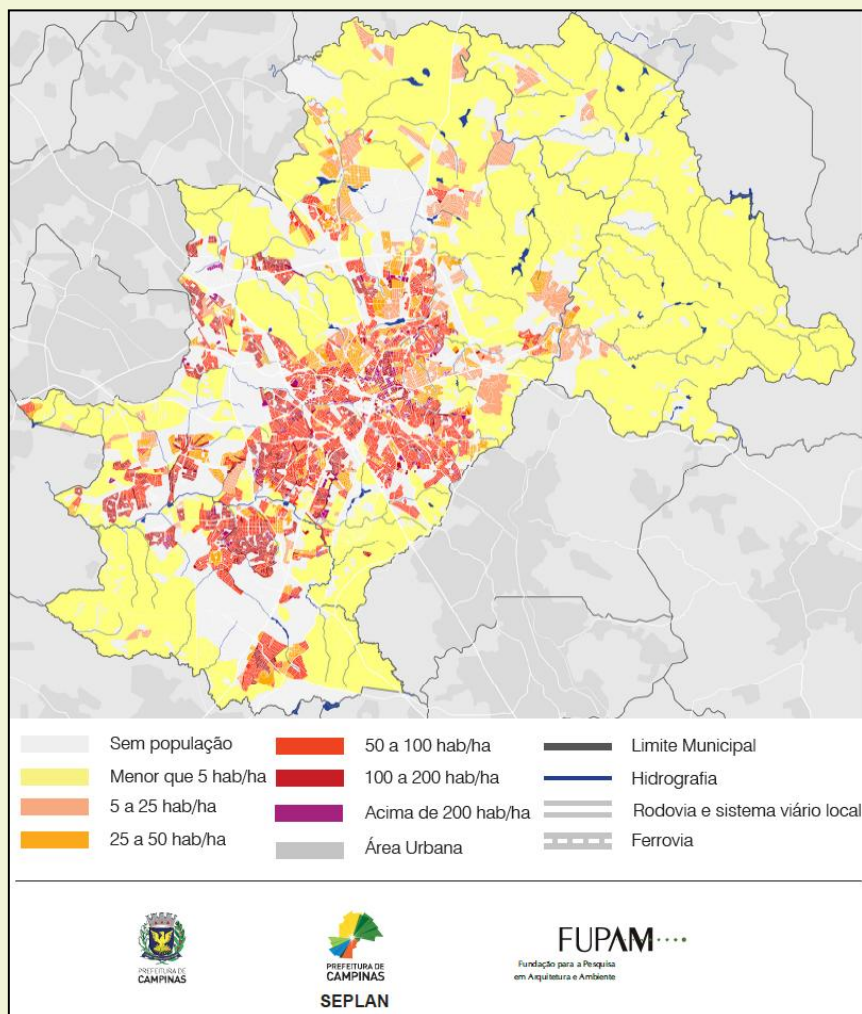 Sem população
Menor que 5 hab/ha
5 a 25 hab/ha
25 a 50 hab/ha
50 a 100 hab/ha
100 a 200 hab/ha
Acima de 200 hab/ha
Área Urbana
Limite Municipal
Hidrografia
Rodovia e sistema viário local
Ferrovia
PREFEITURA DE
CAMPINAS
PREFEITURA DE
CAMPINAS
SEPLAN
FUPAM
Fundação para a Pesquisa
em Arquitetura e Ambiente